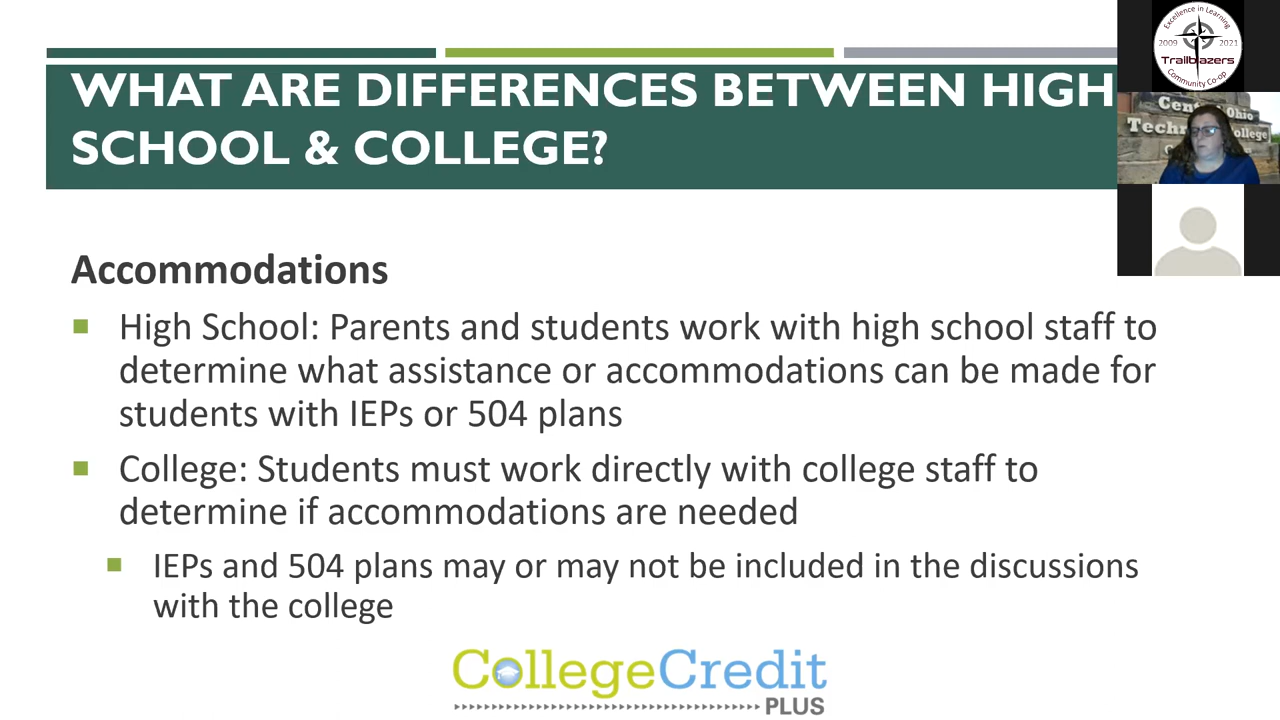 WHAT ARE DIFFERENCES BETWEEN HIGH
SCHOOL & COLLEGE?
Accommodations
High School: Parents and students work with high school staff to
determine what assistance or accommodations can be made for
students with IEPs or 504 plans
College: Students must work directly with college staff to
determine if accommodations are needed
IEPs and 504 plans may or may not be included in the discussions
with the college
CollegeCredit
PLUS
Excellence in Learning
2009 2021
Trailblazers
Community Co-op
Central Ohio
Technical College